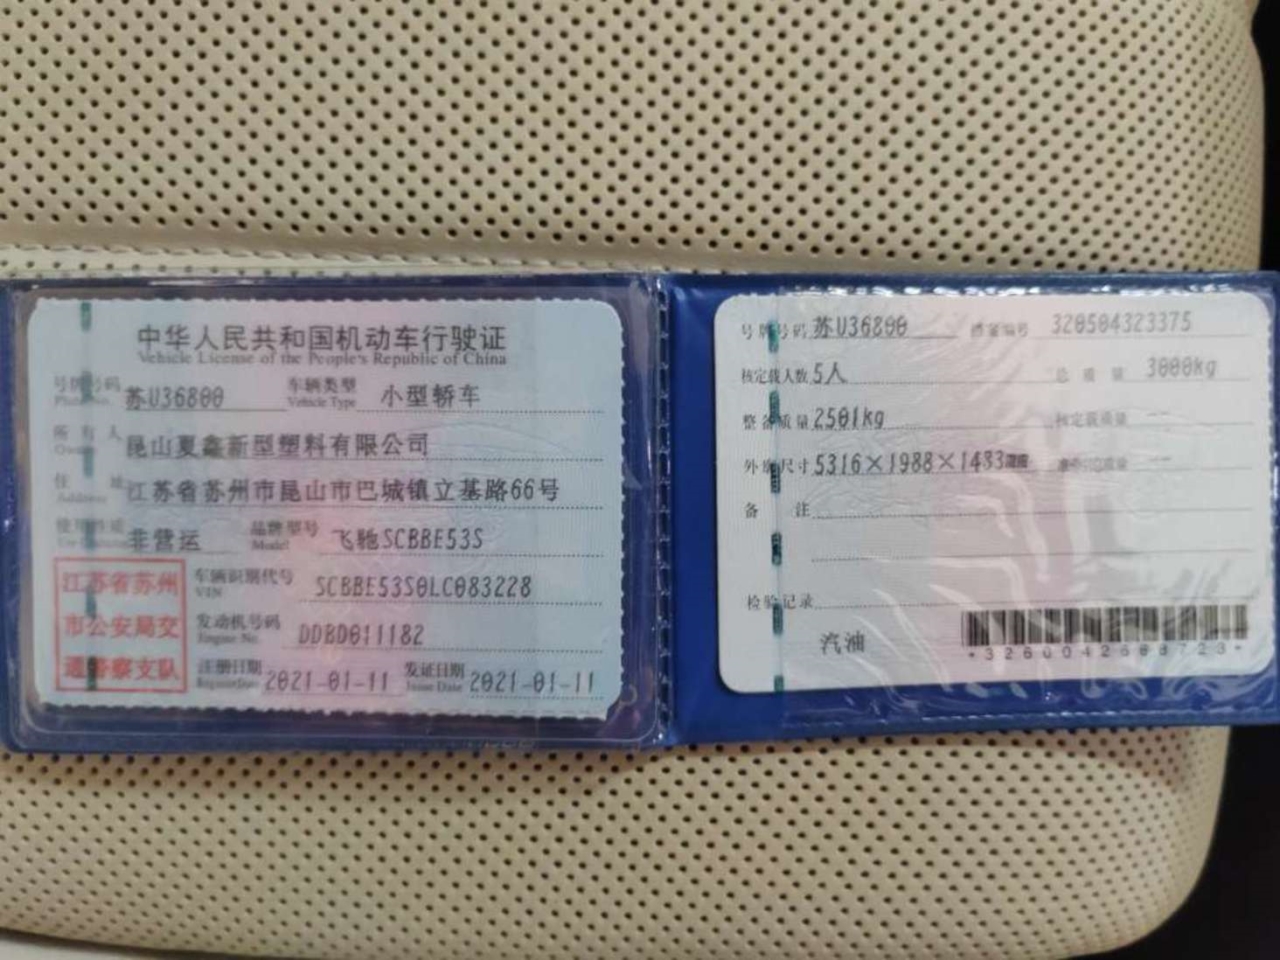 中华人民共和国机动车行驶证
Vehicle License of the People's Republic of China
号牌号码 苏U36800 车辆类型 小型轿车
Plate No. Vehicle Type
所有人 昆山夏鑫新型塑料有限公司
Owner
住址 江苏省苏州市昆山市巴城镇立基路66号
Address
使用性质 非营运 品牌型号 飞驰SCBBE53S
Model
江苏省苏州
市公安局交
通警察支队
车辆识别代号 SCBBE53S0LC083228
VIN
发动机号码 DDBD011182
Engine No.
注册日期 2021-01-11 发证日期 2021-01-11
Register Date Issue Date
号牌号码 苏U36800 档案编号 320504323375
核定载人数 5人 总质量 3000kg
整备质量 2501kg 核定载质量 --
外廓尺寸 5316×1988×1483mm 准牵引总质量 --
备注
检验记录
汽油